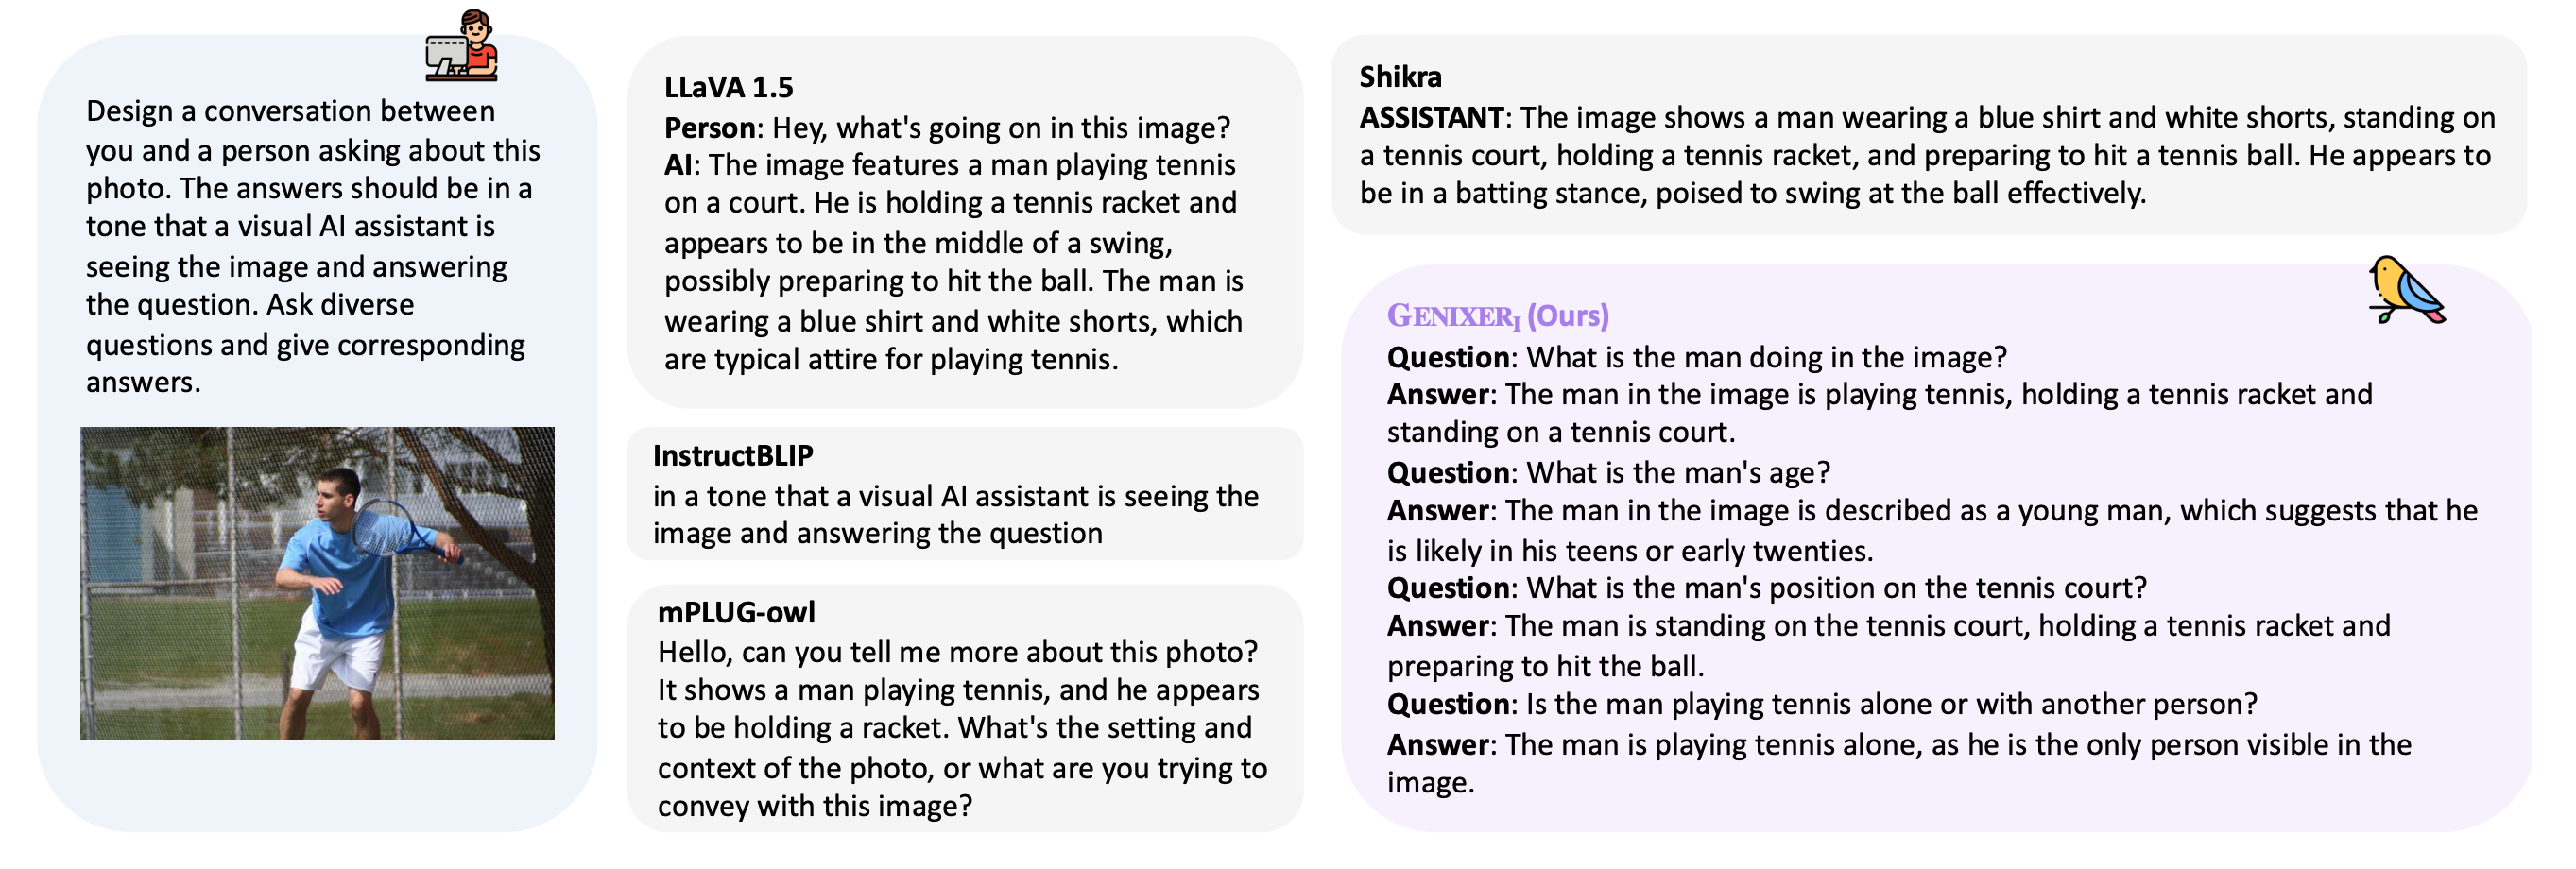 Design a conversation between
you and a person asking about this
photo. The answers should be in a
tone that a visual AI assistant is
seeing the image and answering
the question. Ask diverse
questions and give corresponding
answers.
LLaVA 1.5
Person: Hey, what's going on in this image?
AI: The image features a man playing tennis
on a court. He is holding a tennis racket and
appears to be in the middle of a swing,
possibly preparing to hit the ball. The man is
wearing a blue shirt and white shorts, which
are typical attire for playing tennis.
InstructBLIP
in a tone that a visual AI assistant is seeing the
image and answering the question
mPLUG-owl
Hello, can you tell me more about this photo?
It shows a man playing tennis, and he appears
to be holding a racket. What's the setting and
context of the photo, or what are you trying to
convey with this image?
Shikra
ASSISTANT: The image shows a man wearing a blue shirt and white shorts, standing on
a tennis court, holding a tennis racket, and preparing to hit a tennis ball. He appears to
be in a batting stance, poised to swing at the ball effectively.
GENIXERI (Ours)
Question: What is the man doing in the image?
Answer: The man in the image is playing tennis, holding a tennis racket and
standing on a tennis court.
Question: What is the man's age?
Answer: The man in the image is described as a young man, which suggests that he
is likely in his teens or early twenties.
Question: What is the man's position on the tennis court?
Answer: The man is standing on the tennis court, holding a tennis racket and
preparing to hit the ball.
Question: Is the man playing tennis alone or with another person?
Answer: The man is playing tennis alone, as he is the only person visible in the
image.